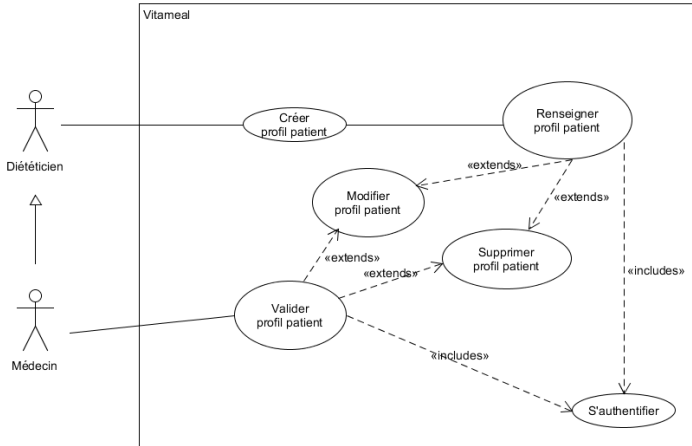 Vitameal
Créer
profil patient
Renseigner
profil patient
Diététicien
«extends»
Modifier
profil patient
«extends»
Supprimer
profil patient
«extends»
«extends»
«includes»
Valider
profil patient
Médecin
«includes»
S'authentifier